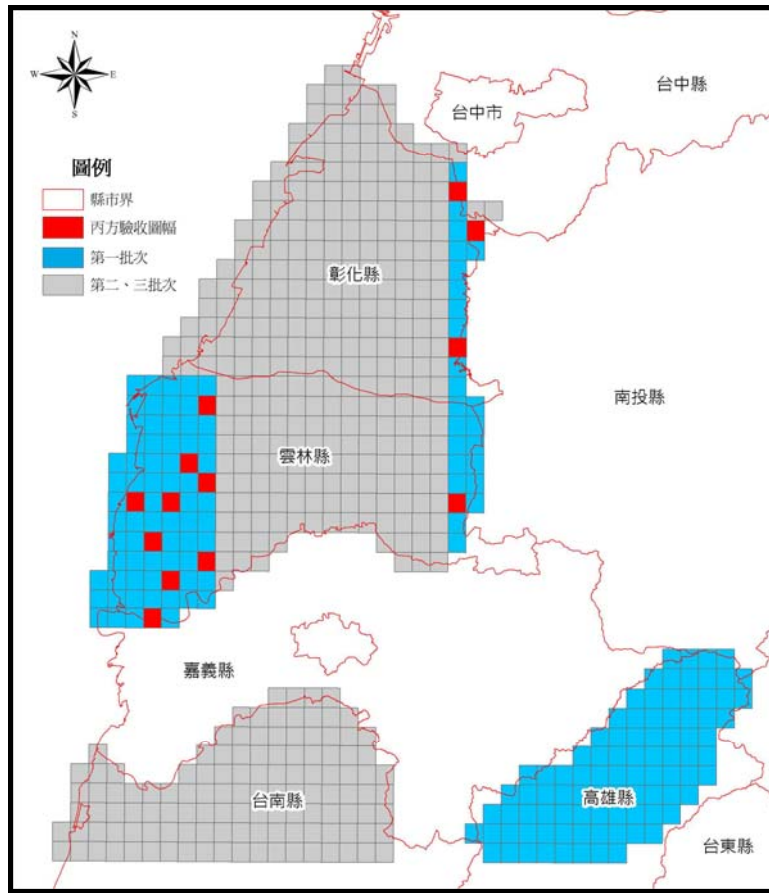 N
W
E
S
圖例
縣市界
丙方驗收圖幅
第一批次
第二、三批次
台中市
台中縣
彰化縣
南投縣
雲林縣
嘉義縣
台南縣
高雄縣
台東縣